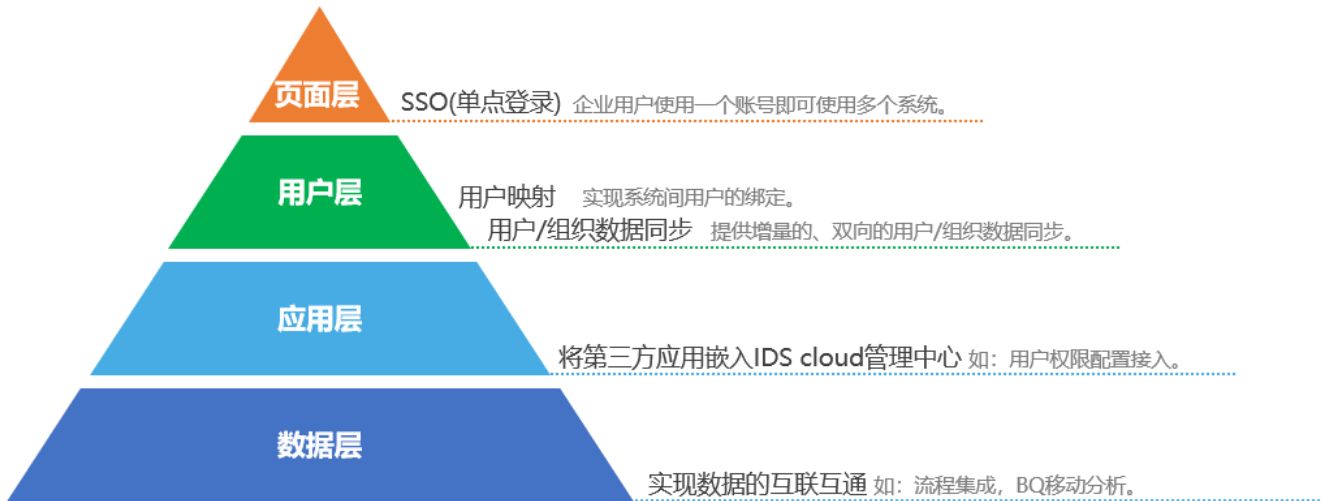 页面层
SSO(单点登录) 企业用户使用一个账号即可使用多个系统。
用户层
用户映射 实现系统间用户的绑定。
用户/组织数据同步 提供增量的、双向的用户/组织数据同步。
应用层
将第三方应用嵌入IDS cloud管理中心 如：用户权限配置接入。
数据层
实现数据的互联互通 如：流程集成，BQ移动分析。